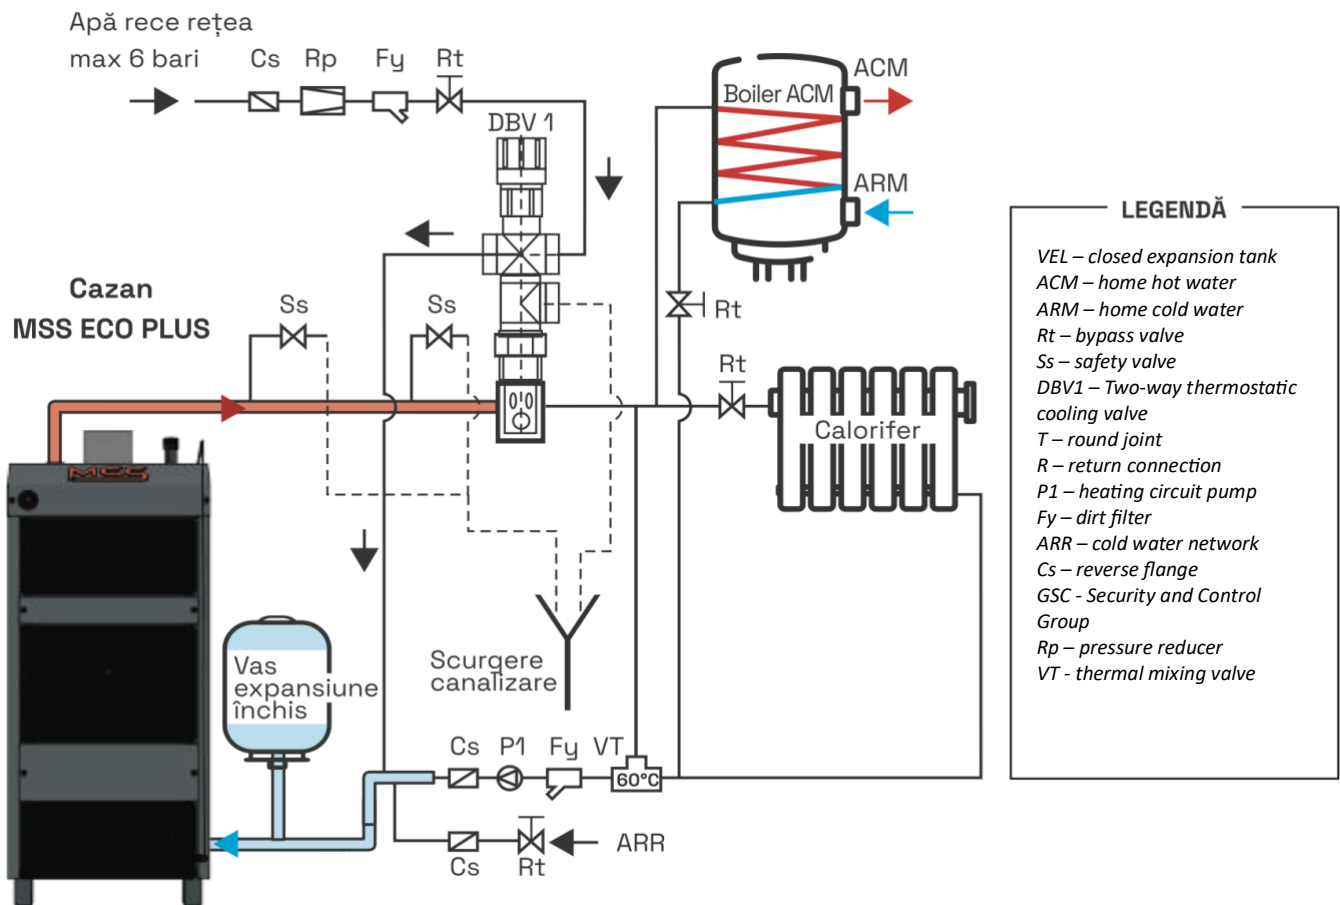 Apă rece rețea
max 6 bari
Cs
Rp
Fy
Rt
DBV 1
Boiler ACM
ACM
ARM
Cazan
MSS ECO PLUS
Ss
Ss
Rt
Rt
Calorifer
MCS
Vas
expansiune
închis
Scurgere
canalizare
Cs
P1
Fy
VT
60°C
Cs
Rt
ARR
LEGENDĂ
VEL – closed expansion tank
ACM – home hot water
ARM – home cold water
Rt – bypass valve
Ss – safety valve
DBV1 – Two-way thermostatic
cooling valve
T – round joint
R – return connection
P1 – heating circuit pump
Fy – dirt filter
ARR – cold water network
Cs – reverse flange
GSC - Security and Control
Group
Rp – pressure reducer
VT - thermal mixing valve